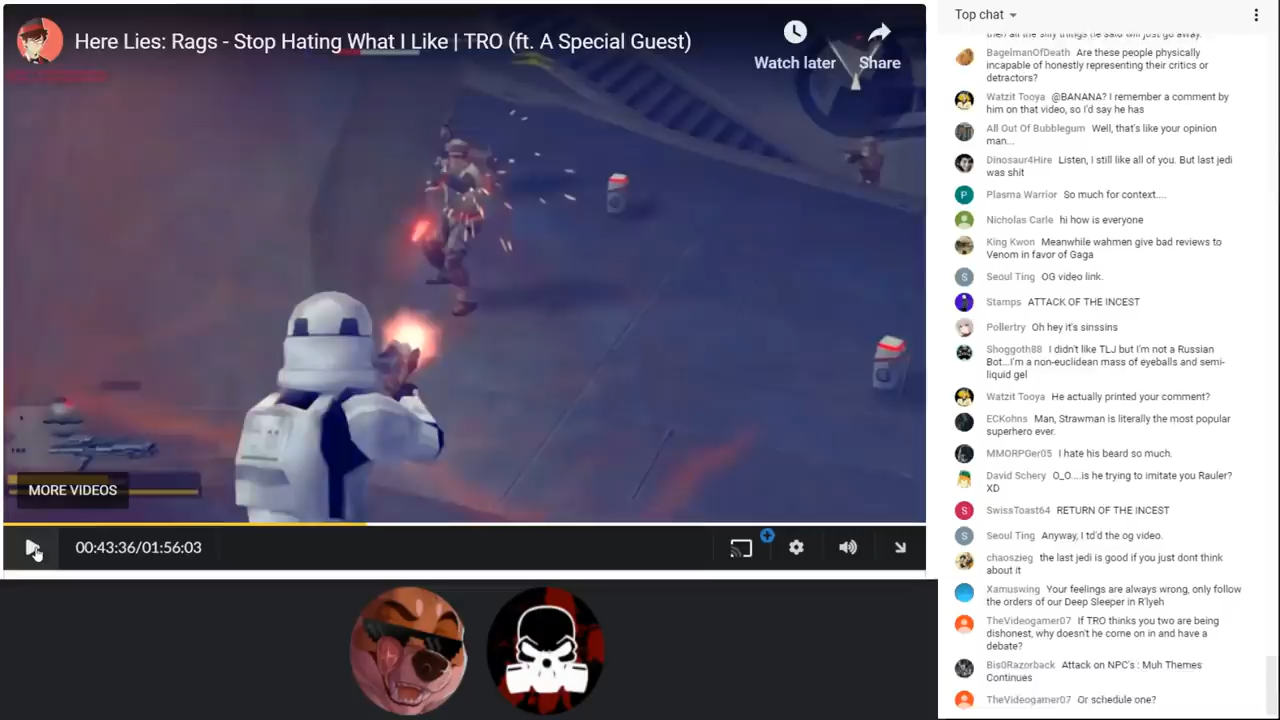 Here Lies: Rags - Stop Hating What I Like | TRO (ft. A Special Guest)
Watch later
Share
MORE VIDEOS
00:43:36/01:56:03
Top chat
then all the silly things he said will just go away.
BagelmanOfDeath Are these people physically
incapable of honestly representing their critics or
detractors?
Watzit Tooya @BANANA? I remember a comment by
him on that video, so I'd say he has
All Out Of Bubblegum Well, that's like your opinion
man...
Dinosaur4Hire Listen, I still like all of you. But last jedi
was shit
P
Plasma Warrior So much for context....
Nicholas Carle hi how is everyone
King Kwon Meanwhile wahmen give bad reviews to
Venom in favor of Gaga
S
Seoul Ting OG video link.
Stamps ATTACK OF THE INCEST
Pollertry Oh hey it's sinssins
Shoggoth88 I didn't like TLJ but I'm not a Russian
Bot...I'm a non-euclidean mass of eyeballs and semi-
liquid gel
Watzit Tooya He actually printed your comment?
ECKohns Man, Strawman is literally the most popular
superhero ever.
MMORPGer05 I hate his beard so much.
David Schery O_O....is he trying to imitate you Rauler?
XD
S
SwissToast64 RETURN OF THE INCEST
S
Seoul Ting Anyway, I td'd the og video.
chaoszieg the last jedi is good if you just dont think
about it
Xamuswing Your feelings are always wrong, only follow
the orders of our Deep Sleeper in R'lyeh
TheVideogamer07 If TRO thinks you two are being
dishonest, why doesn't he come on in and have a
debate?
Bis0Razorback Attack on NPC's : Muh Themes
Continues
TheVideogamer07 Or schedule one?